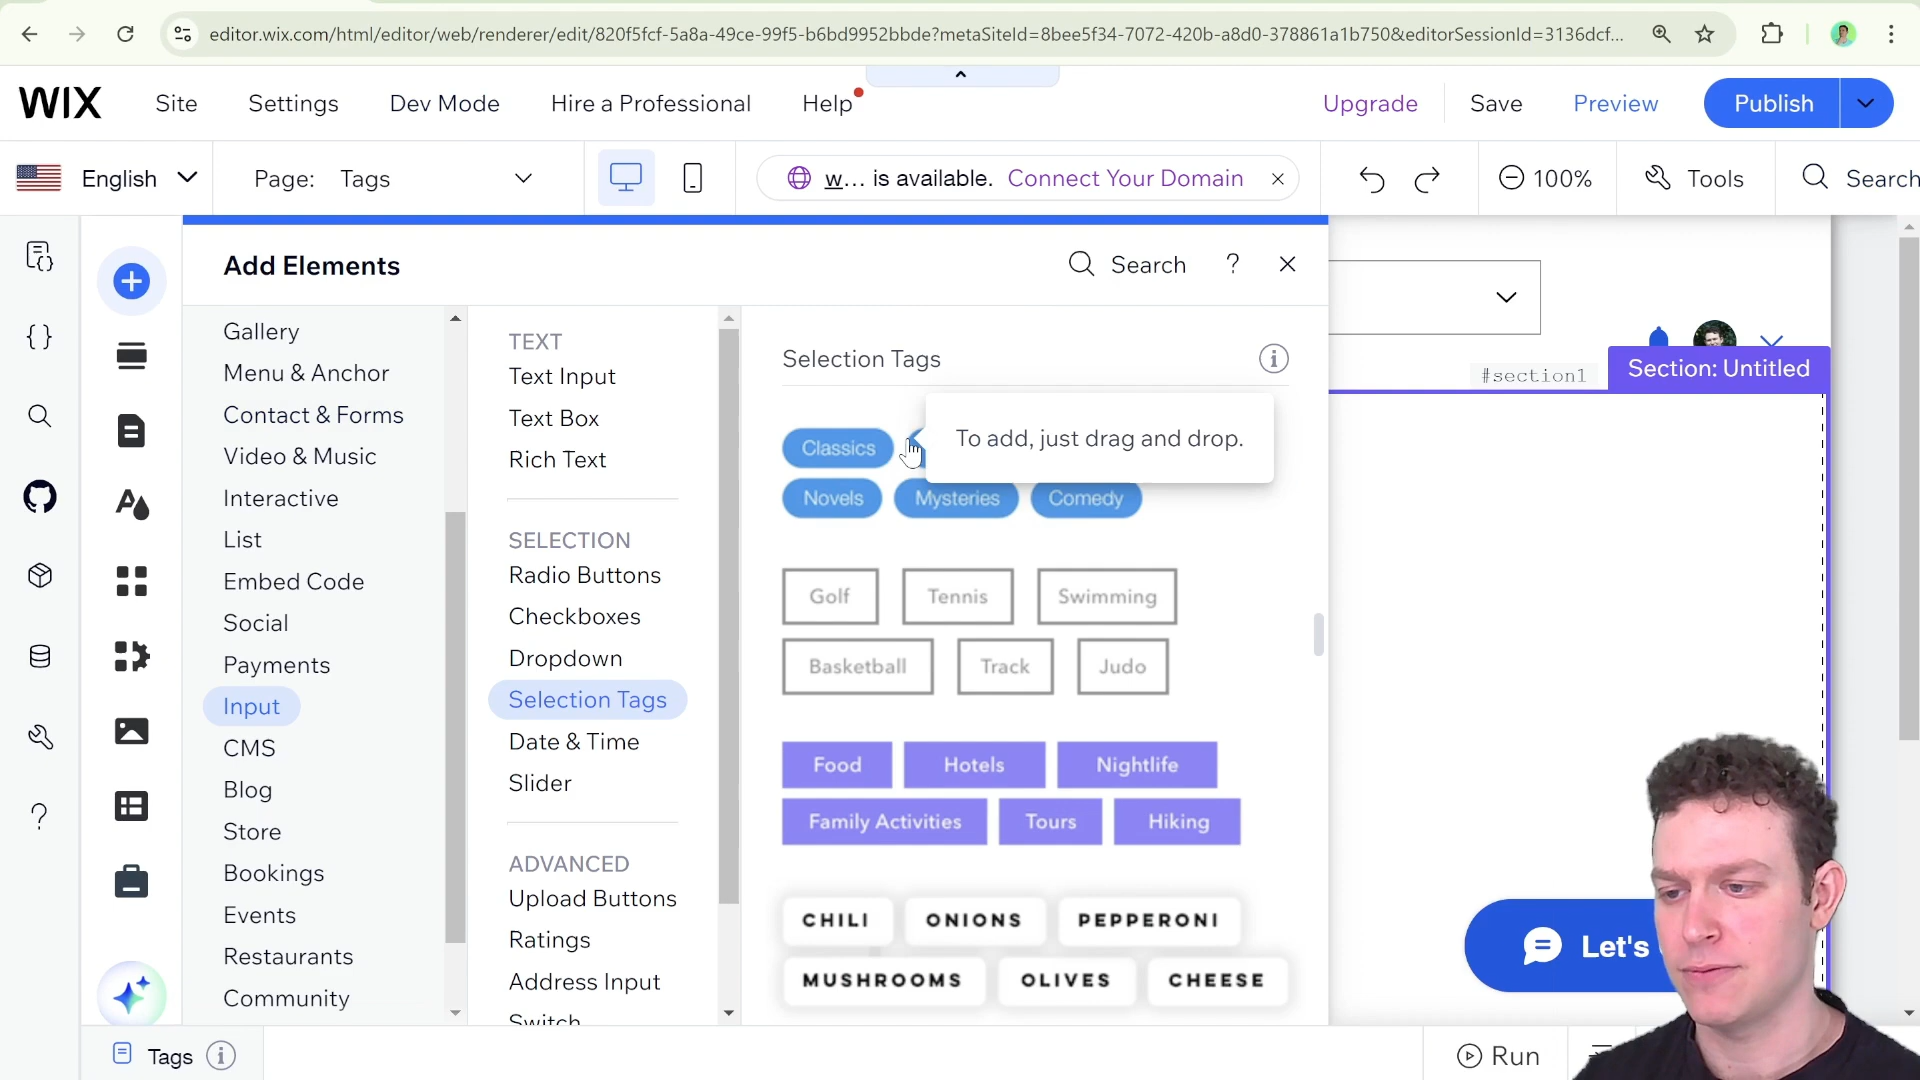 editor.wix.com/html/editor/web/renderer/edit/820f5fcf-5a8a-49ce-99f5-b6bd9952bbde?metaSiteId=8bee5f34-7072-420b-a8d0-378861a1b750&editorSessionId=3136dcf...
WIX Site Settings Dev Mode Hire a Professional Help Upgrade Save Preview Publish
English Page: Tags w... is available. Connect Your Domain 100% Tools Search
Add Elements Search ?
Gallery
Menu & Anchor
Contact & Forms
Video & Music
Interactive
List
Embed Code
Social
Payments
Input
CMS
Blog
Store
Bookings
Events
Restaurants
Community
TEXT
Text Input
Text Box
Rich Text
SELECTION
Radio Buttons
Checkboxes
Dropdown
Selection Tags
Date & Time
Slider
ADVANCED
Upload Buttons
Ratings
Address Input
Switch
Selection Tags
To add, just drag and drop.
Classics
Novels Mysteries Comedy
Golf Tennis Swimming
Basketball Track Judo
Food Hotels Nightlife
Family Activities Tours Hiking
CHILI ONIONS PEPPERONI
MUSHROOMS OLIVES CHEESE
#section1 Section: Untitled
Let's
Tags
Run